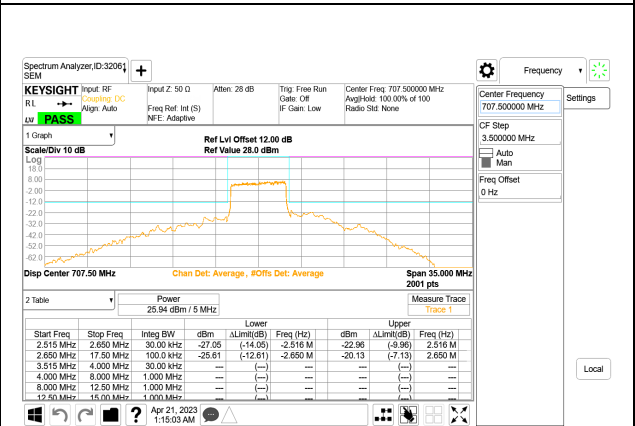 Spectrum Analyzer,ID:32061
SEM
Frequency
KEYSIGHT Input: RF Input Z: 50 Ω Atten: 28 dB Trig: Free Run Center Freq: 707.500000 MHz
RL Coupling: DC Gate: Off Avg|Hold: 100.00% of 100
Align: Auto Freq Ref: Int (S) IF Gain: Low Radio Std: None
LXI PASS NFE: Adaptive
Center Frequency
707.500000 MHz
Settings
CF Step
3.500000 MHz
Auto
Man
Freq Offset
0 Hz
Local
1 Graph
Ref Lvl Offset 12.00 dB
Scale/Div 10 dB Ref Value 28.0 dBm
Log
18.0
8.00
-2.00
-12.0
-22.0
-32.0
-42.0
-52.0
-62.0
Disp Center 707.50 MHz Chan Det: Average, #Offs Det: Average Span 35.000 MHz
2001 pts
2 Table Power Measure Trace
25.94 dBm / 5 MHz Trace 1
Lower Upper
Start Freq Stop Freq Integ BW dBm ΔLimit(dB) Freq (Hz) dBm ΔLimit(dB) Freq (Hz)
2.515 MHz 2.650 MHz 30.00 kHz -27.05 (-14.05) -2.516 M -22.96 (-9.96) 2.516 M
2.650 MHz 17.50 MHz 100.0 kHz -25.61 (-12.61) -2.650 M -20.13 (-7.13) 2.650 M
3.515 MHz 4.000 MHz 30.00 kHz --- (---) --- --- (---) ---
4.000 MHz 8.000 MHz 1.000 MHz --- (---) --- --- (---) ---
8.000 MHz 12.50 MHz 1.000 MHz --- (---) --- --- (---) ---
12.50 MHz 15.00 MHz 1.000 MHz --- (---) --- --- (---) ---
? Apr 21, 2023
1:15:03 AM